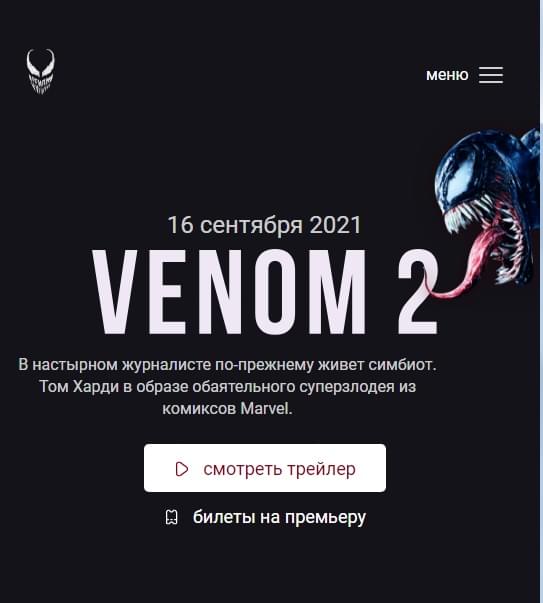 меню
16 сентября 2021
VENOM 2
В настырном журналисте по-прежнему живет симбиот.
Том Харди в образе обаятельного суперзлодея из
комиксов Marvel.
смотреть трейлер
билеты на премьеру